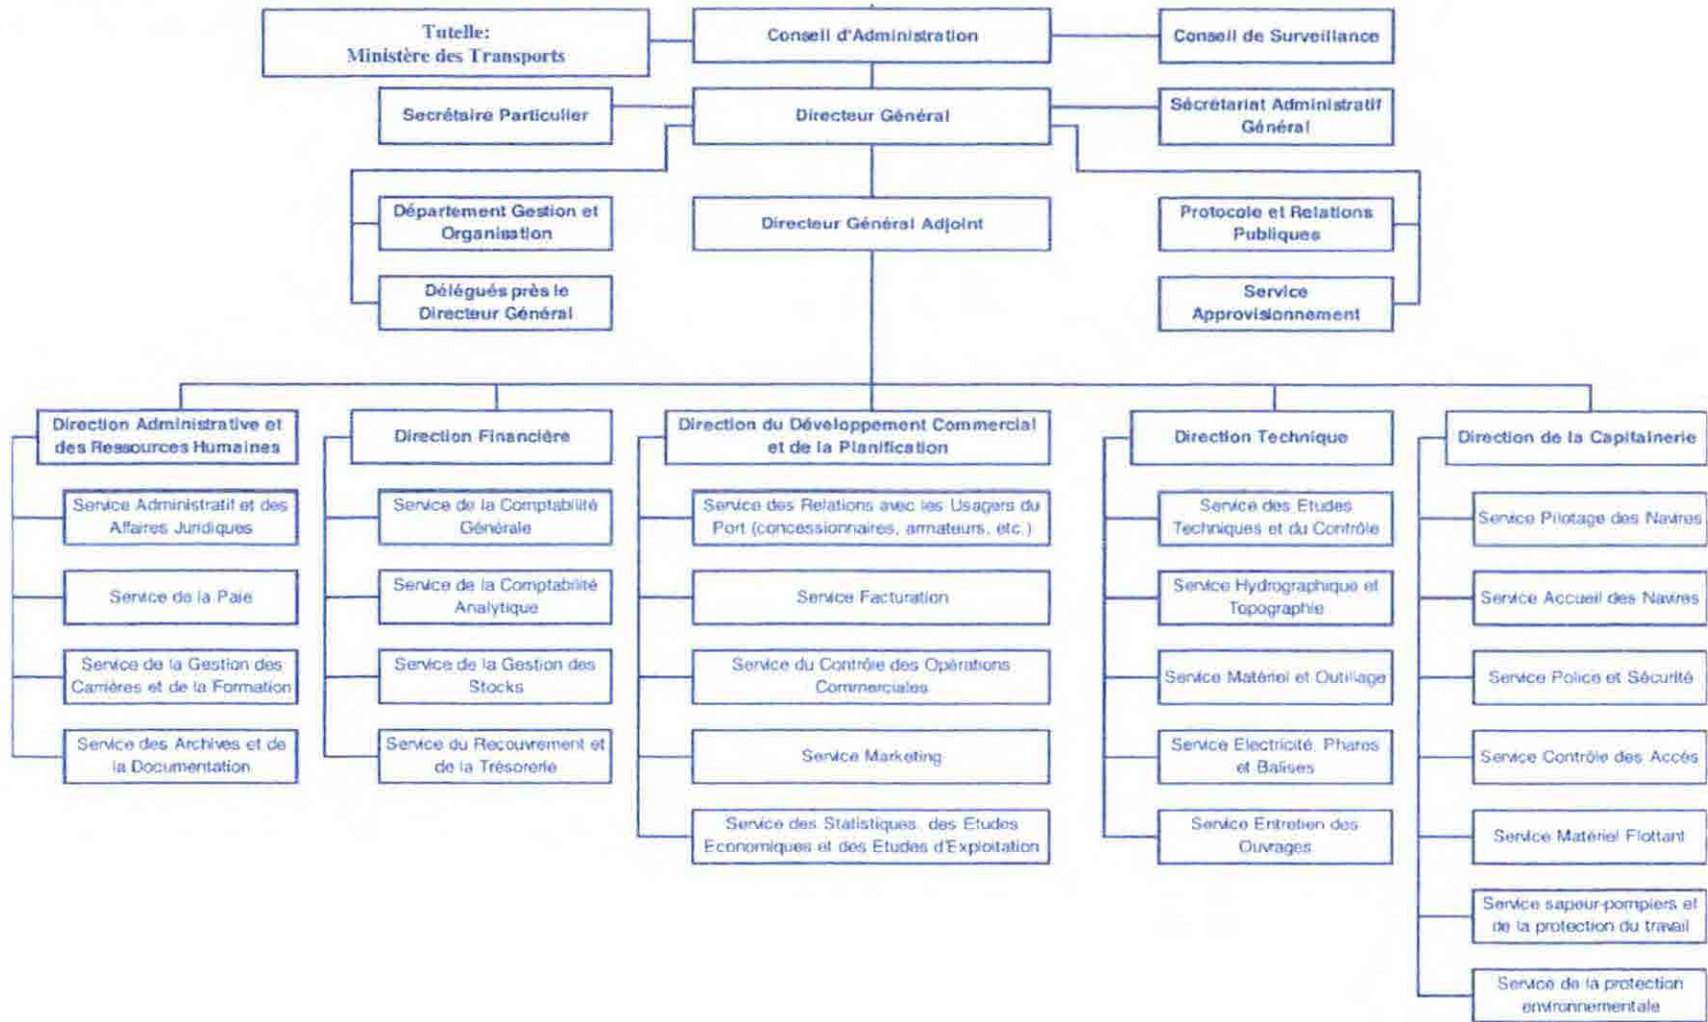 Tutelle:
Ministère des Transports
Conseil d'Administration
Conseil de Surveillance
Secrétaire Particulier
Directeur Général
Sécrétariat Administratif
Général
Département Gestion et
Organisation
Directeur Général Adjoint
Protocole et Relations
Publiques
Délégués près le
Directeur Général
Service
Approvisionnement
Direction Administrative et
des Ressources Humaines
Direction Financière
Direction du Développement Commercial
et de la Planification
Direction Technique
Direction de la Capitainerie
Service Administratif et des
Affaires Juridiques
Service de la Paie
Service de la Gestion des
Carrières et de la Formation
Service des Archives et de
la Documentation
Service de la Comptabilité
Générale
Service de la Comptabilité
Analytique
Service de la Gestion des
Stocks
Service du Recouvrement et
de la Trésorerie
Service des Relations avec les Usagers du
Port (concessionnaires, armateurs, etc.)
Service Facturation
Service du Contrôle des Opérations
Commerciales
Service Marketing
Service des Statistiques, des Etudes
Economiques et des Etudes d'Exploitation
Service des Etudes
Techniques et du Contrôle
Service Hydrographique et
Topographie
Service Matériel et Outillage
Service Electricité, Phares
et Balises
Service Entretien des
Ouvrages
Service Pilotage des Navires
Service Accueil des Navires
Service Police et Sécurité
Service Contrôle des Accès
Service Matériel Flottant
Service sapeur-pompiers et
de la protection du travail
Service de la protection
environnementale